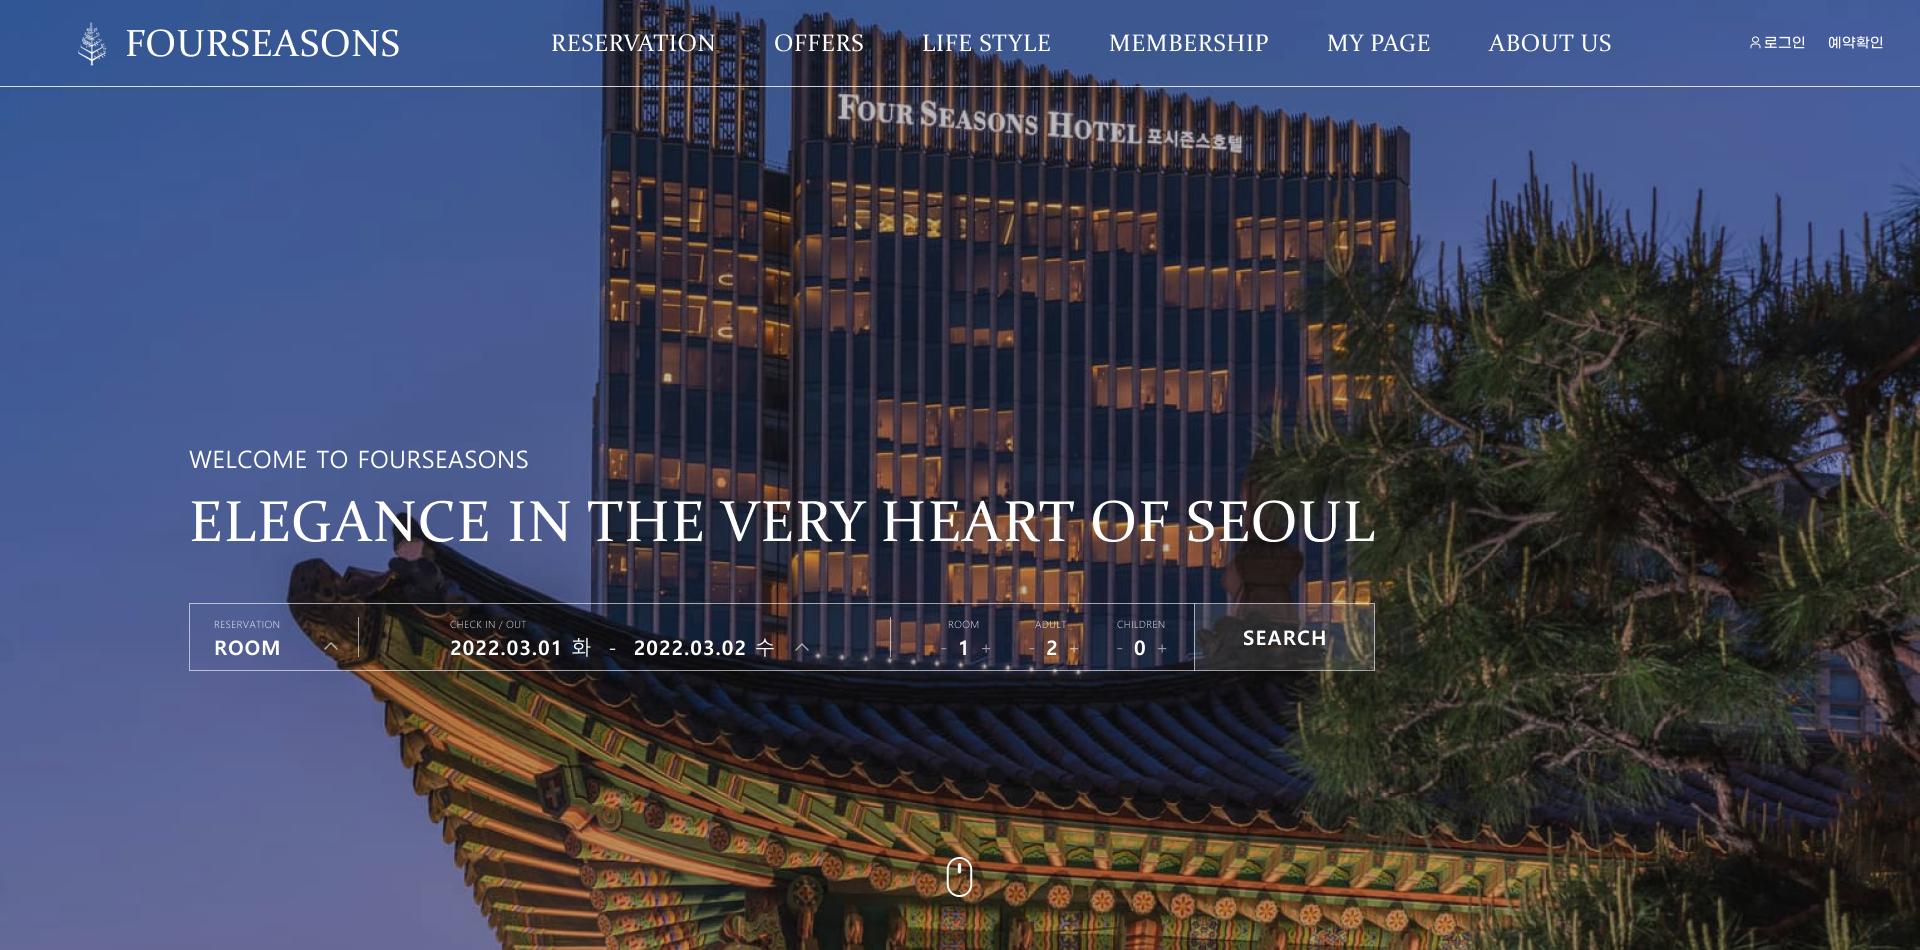 FOURSEASONS
RESERVATION OFFERS LIFE STYLE MEMBERSHIP MY PAGE ABOUT US
로그인 예약확인
FOUR SEASONS HOTEL 포시즌스호텔
WELCOME TO FOURSEASONS
ELEGANCE IN THE VERY HEART OF SEOUL
RESERVATION
ROOM
CHECK IN / OUT
2022.03.01 화 - 2022.03.02 수
ROOM
- 1 +
ADULT
- 2 +
CHILDREN
- 0 +
SEARCH